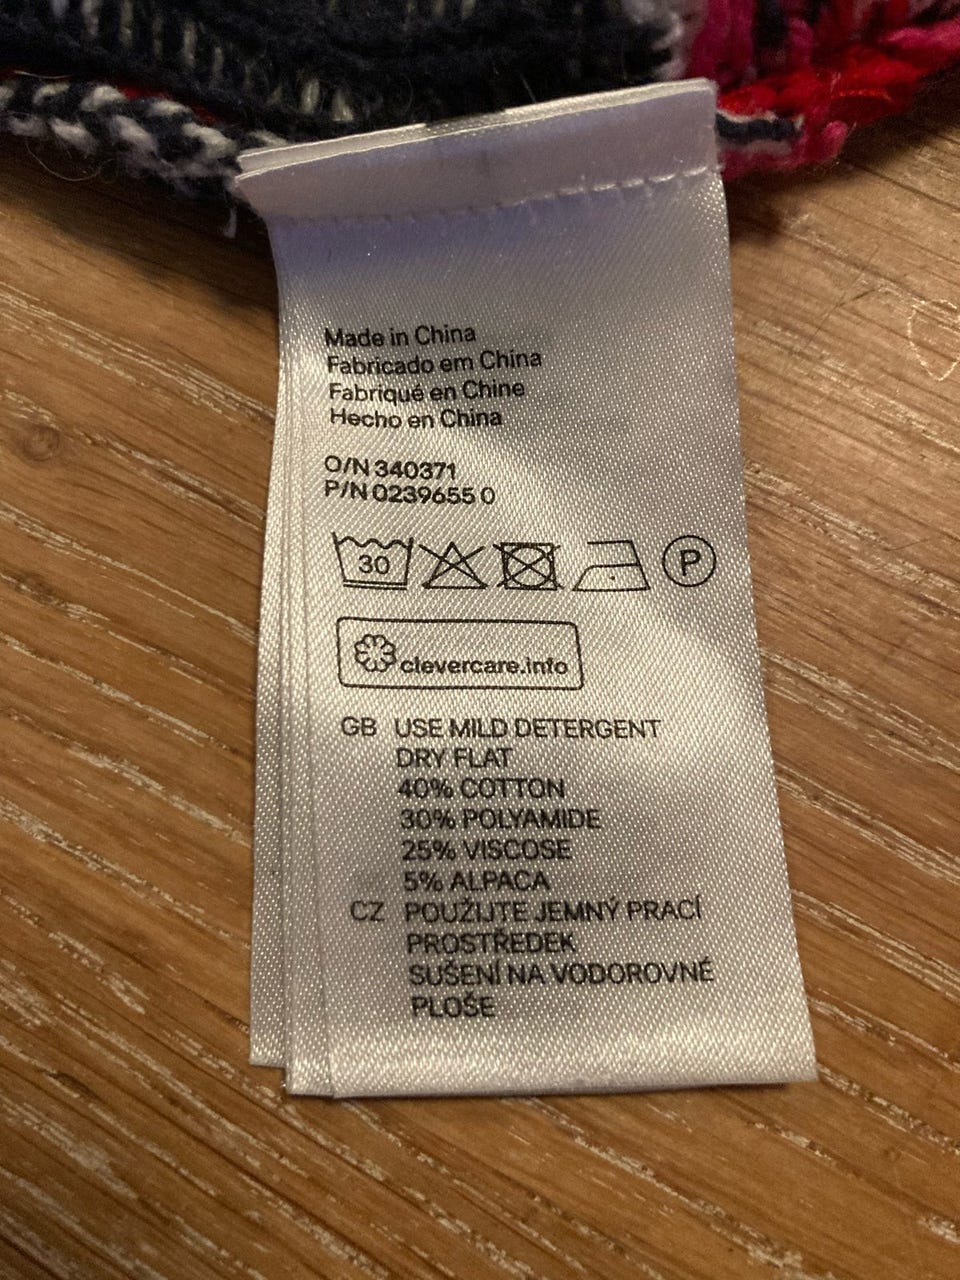 Made in China
Fabricado em China
Fabriqué en Chine
Hecho en China
O/N 340371
P/N 0239655 0
30 P
clevercare.info
GB USE MILD DETERGENT
DRY FLAT
40% COTTON
30% POLYAMIDE
25% VISCOSE
5% ALPACA
CZ POUŽIJTE JEMNÝ PRACÍ
PROSTŘEDEK
SUŠENÍ NA VODOROVNÉ
PLOŠE